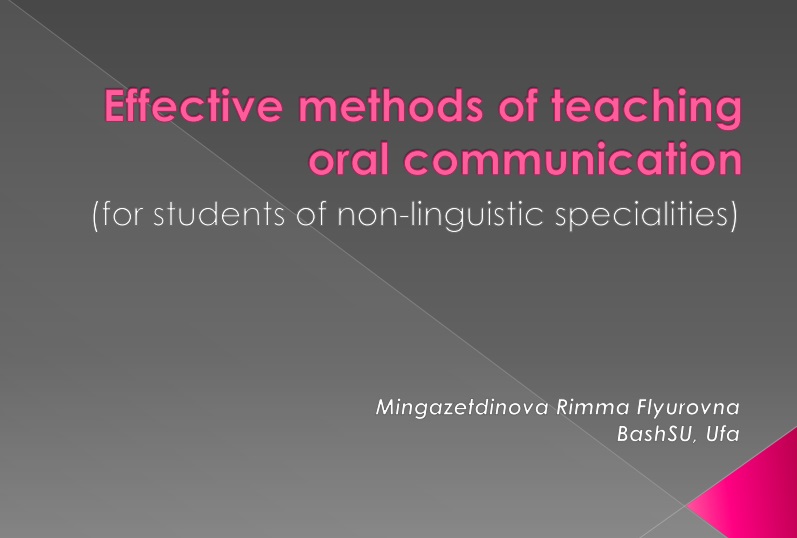 Effective methods of teaching
oral communication
(for students of non-linguistic specialities)
Mingazetdinova Rimma Flyurovna
BashSU, Ufa